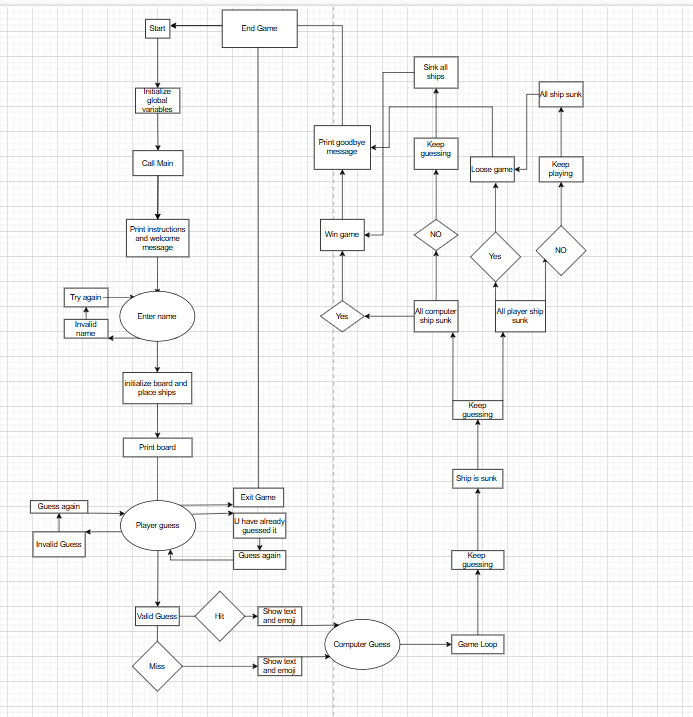 Start
End Game
Initialize
global
variables
Call Main
Print instructions
and welcome
message
Try again
Invalid
name
Enter name
initialize board and
place ships
Print board
Guess again
Invalid Guess
Player guess
Exit Game
U have already
guessed it
Guess again
Valid Guess
Hit
Show text
and emoji
Miss
Show text
and emoji
Computer Guess
Game Loop
Keep
guessing
Ship is sunk
Keep
guessing
All computer
ship sunk
All player ship
sunk
Yes
NO
Yes
NO
Win game
Print goodbye
message
Keep
guessing
Sink all
ships
Loose game
Keep
playing
All ship sunk